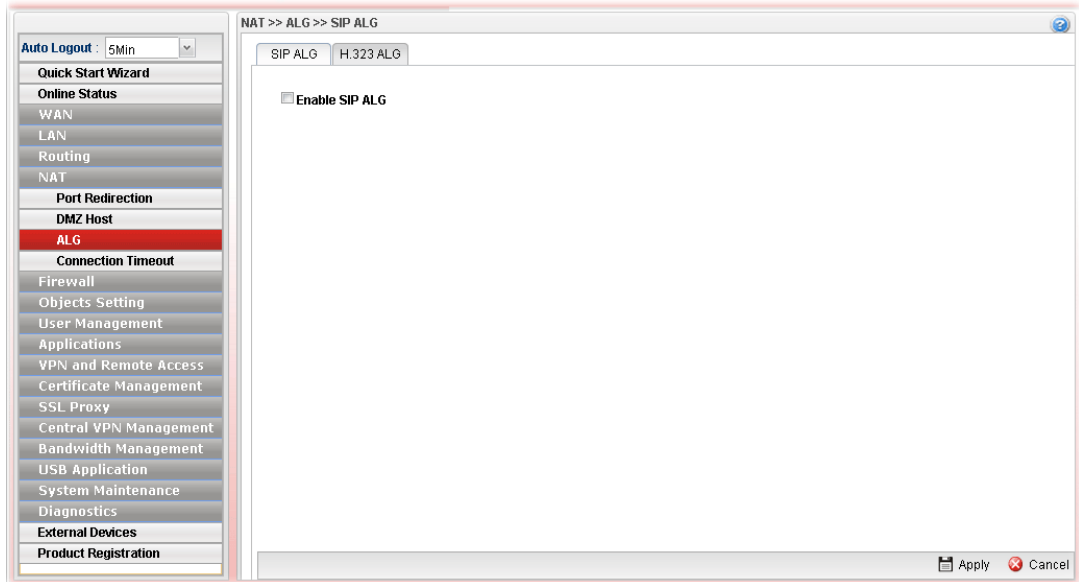 NAT >> ALG >> SIP ALG
Auto Logout : 5Min
Quick Start Wizard
Online Status
WAN
LAN
Routing
NAT
Port Redirection
DMZ Host
ALG
Connection Timeout
Firewall
Objects Setting
User Management
Applications
VPN and Remote Access
Certificate Management
SSL Proxy
Central VPN Management
Bandwidth Management
USB Application
System Maintenance
Diagnostics
External Devices
Product Registration
SIP ALG H.323 ALG
Enable SIP ALG
Apply Cancel